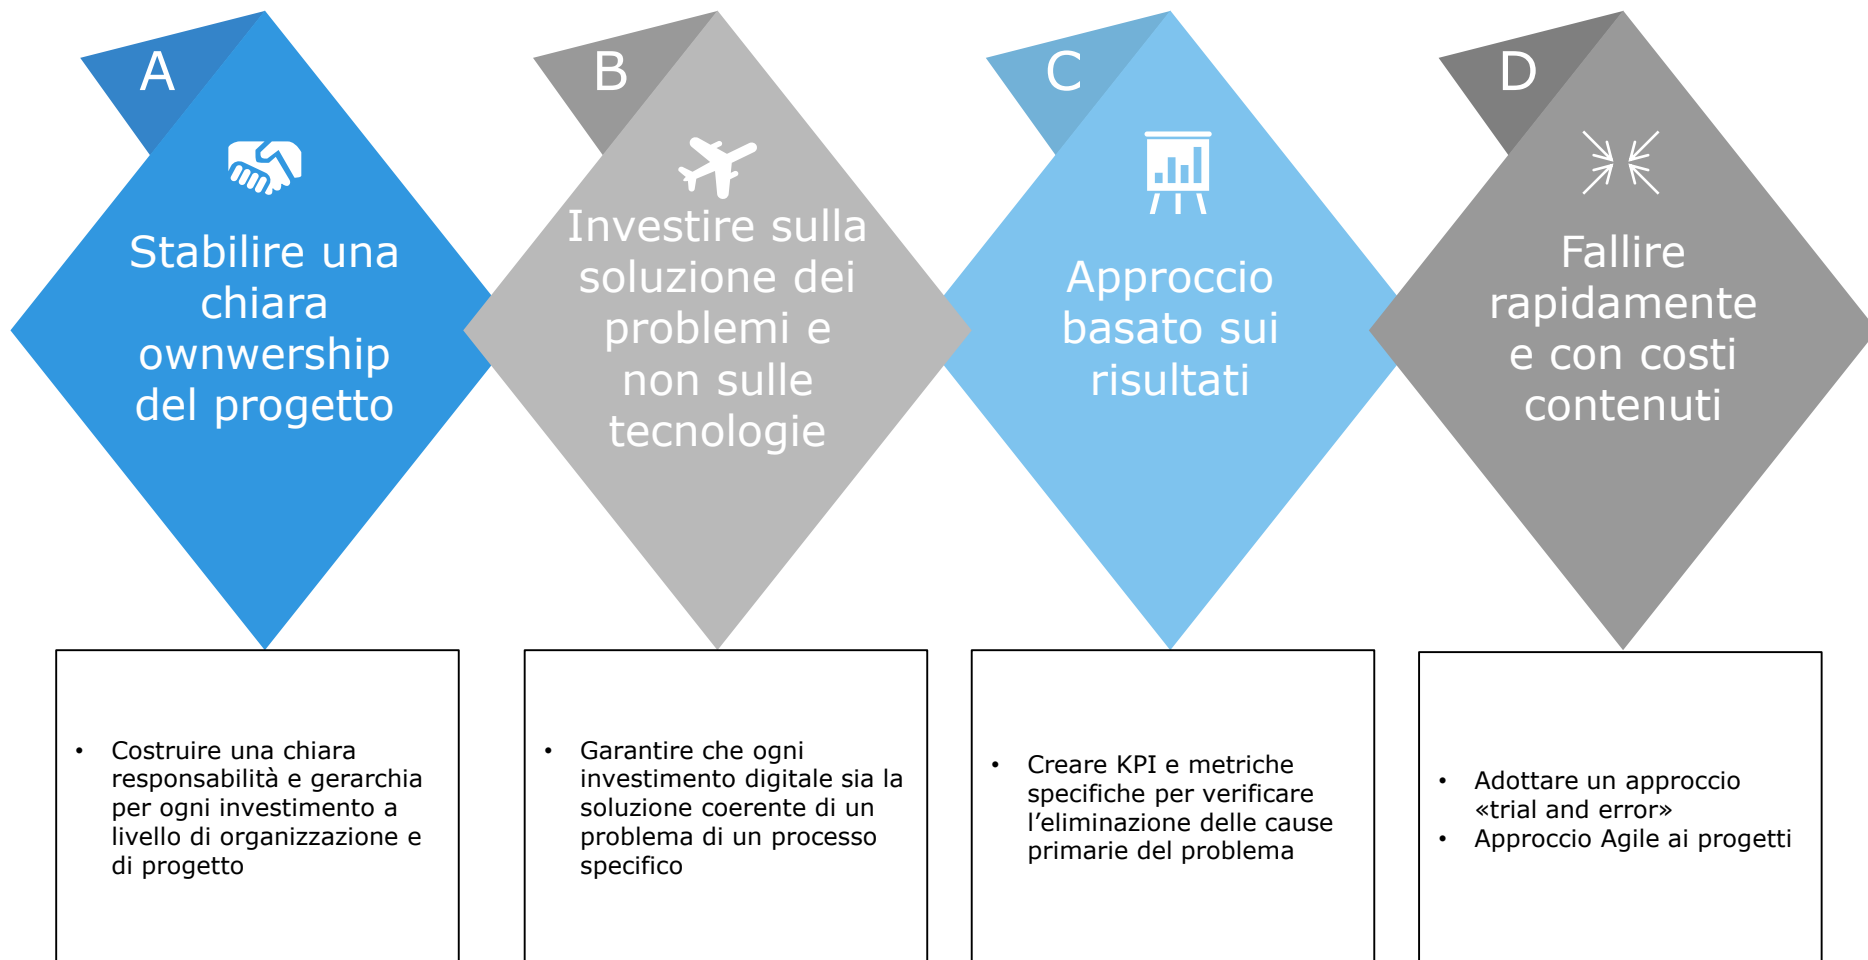 A
Stabilire una
chiara
ownwership
del progetto
B
Investire sulla
soluzione dei
problemi e
non sulle
tecnologie
C
Approccio
basato sui
risultati
D
Fallire
rapidamente
e con costi
contenuti
• Costruire una chiara
responsabilità e gerarchia
per ogni investimento a
livello di organizzazione e
di progetto
• Garantire che ogni
investimento digitale sia la
soluzione coerente di un
problema di un processo
specifico
• Creare KPI e metriche
specifiche per verificare
l’eliminazione delle cause
primarie del problema
• Adottare un approccio
«trial and error»
• Approccio Agile ai progetti